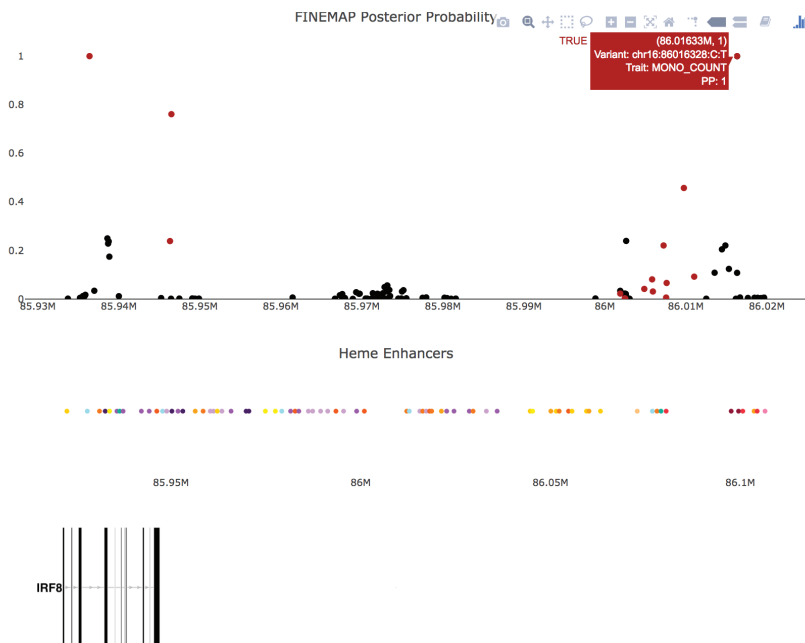 FINEMAP Posterior Probability
TRUE
(86.01633M, 1)
Variant: chr16:86016328:C:T
Trait: MONO_COUNT
PP: 1
1
0.8
0.6
0.4
0.2
0
85.93M 85.94M 85.95M 85.96M 85.97M 85.98M 85.99M 86M 86.01M 86.02M
Heme Enhancers
85.95M 86M 86.05M 86.1M
IRF8